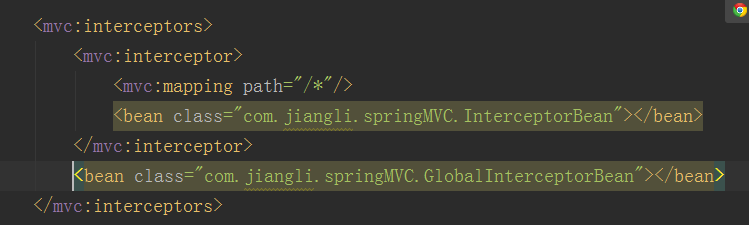 <mvc:interceptors>
<mvc:interceptor>
<mvc:mapping path="/*"/>
<bean class="com.jiangli.springMVC.InterceptorBean"></bean>
</mvc:interceptor>
<bean class="com.jiangli.springMVC.GlobalInterceptorBean"></bean>
</mvc:interceptors>